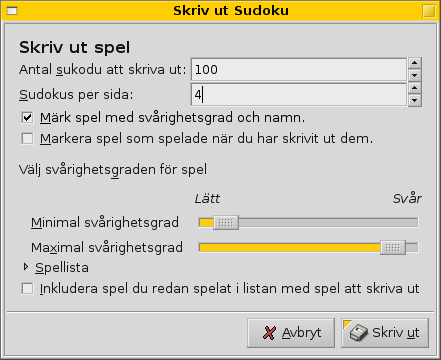 Skriv ut Sudoku
Skriv ut spel
Antal sukodu att skriva ut: 100
Sudokus per sida: 4
Märk spel med svårighetsgrad och namn.
Markera spel som spelade när du har skrivit ut dem.
Välj svårighetsgraden för spel
Lätt Svår
Minimal svårighetsgrad
Maximal svårighetsgrad
Spellista
Inkludera spel du redan spelat i listan med spel att skriva ut
Avbryt Skriv ut